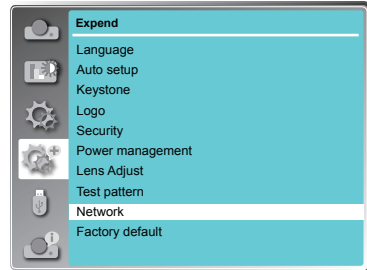 Expend
Language
Auto setup
Keystone
Logo
Security
Power management
Lens Adjust
Test pattern
Network
Factory default